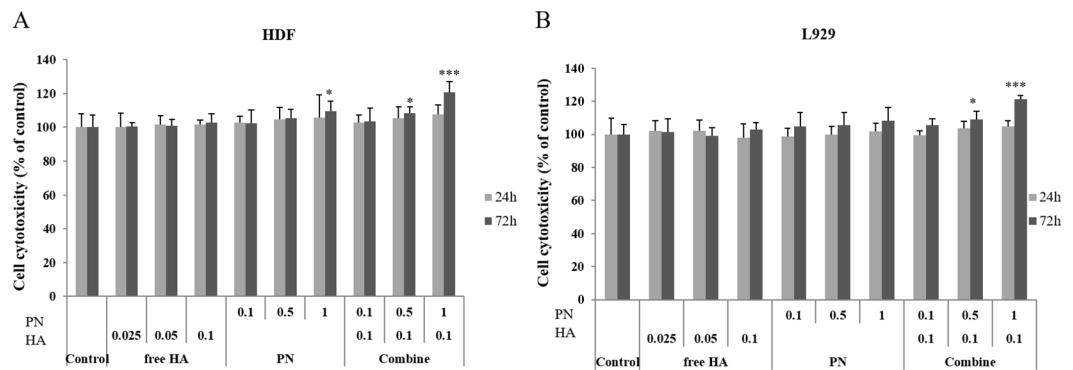 A
HDF
Cell cytotoxicity (% of control)
140
120
100
80
60
40
20
0
*
*
***
24h
72h
PN 0.1 0.5 1 0.1 0.5 1
HA 0.025 0.05 0.1 0.1 0.1 0.1
Control free HA PN Combine
B
L929
Cell cytotoxicity (% of control)
140
120
100
80
60
40
20
0
*
***
24h
72h
PN 0.1 0.5 1 0.1 0.5 1
HA 0.025 0.05 0.1 0.1 0.1 0.1
Control free HA PN Combine